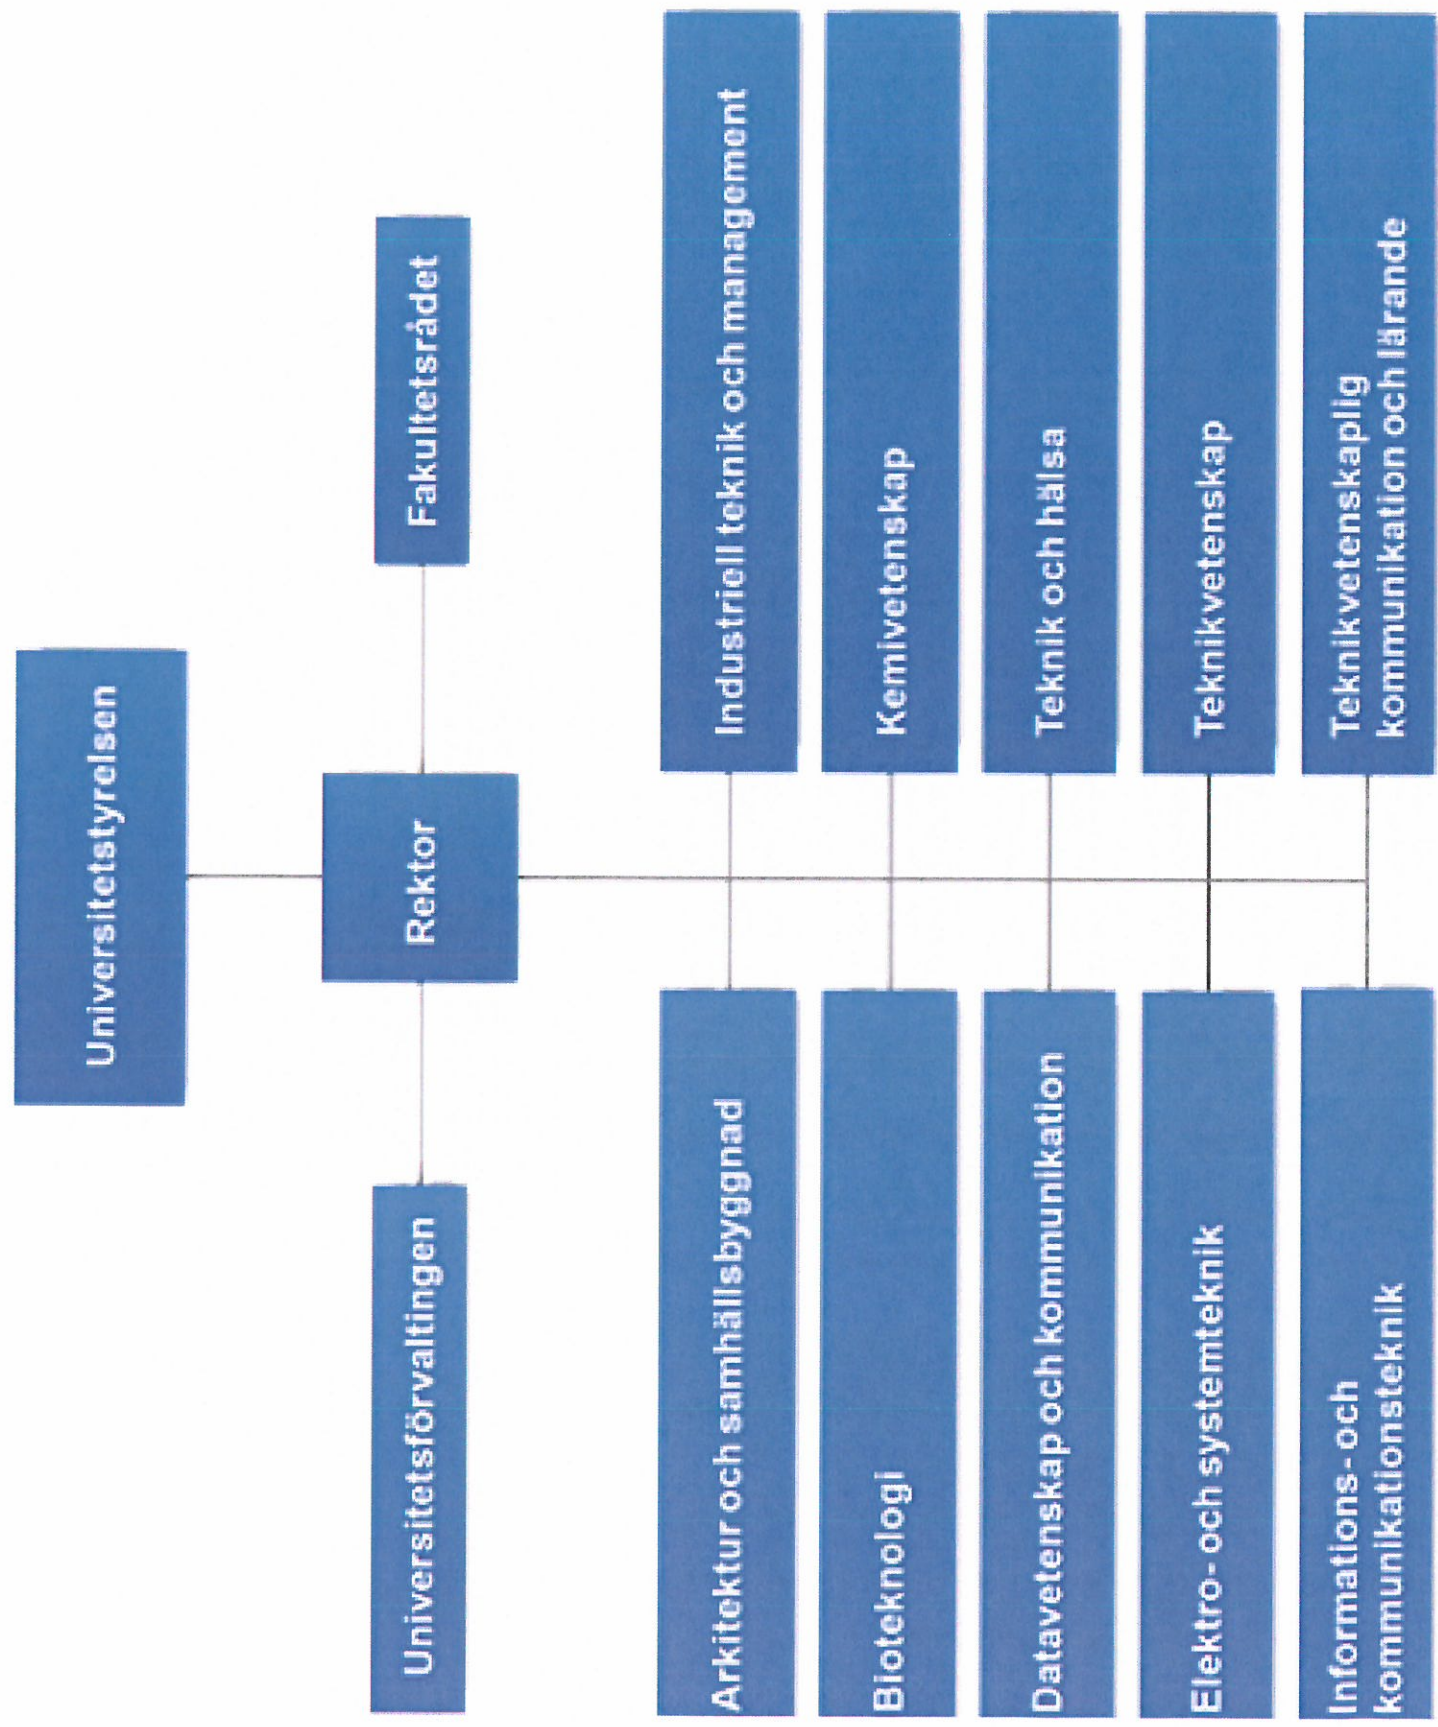 Universitetstyrelsen
Universitetsförvaltingen
Rektor
Fakultetsrådet
Arkitektur och samhällsbyggnad
Industriell teknik och management
Bioteknologi
Kemivetenskap
Datavetenskap och kommunikation
Teknik och hälsa
Elektro- och systemteknik
Teknikvetenskap
Informations- och
kommunikationsteknik
Teknikvetenskaplig
kommunikation och lärande